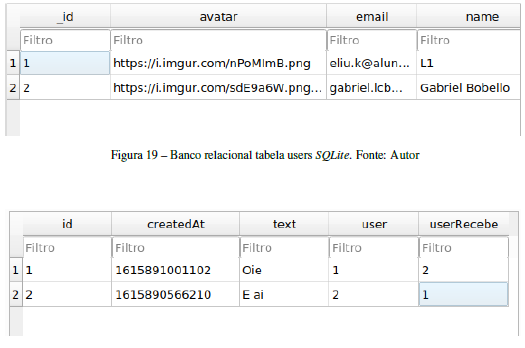 _id avatar email name
Filtro Filtro Filtro Filtro
1 1 https://i.imgur.com/nPoMImB.png eliu.k@alun... L1
2 2 https://i.imgur.com/sdE9a6W.png... gabriel.lcb... Gabriel Bobello
Figura 19 – Banco relacional tabela users SQLite. Fonte: Autor
id createdAt text user userRecebe
Filtro Filtro Filtro Filtro Filtro
1 1 1615891001102 Oie 1 2
2 2 1615890566210 E ai 2 1